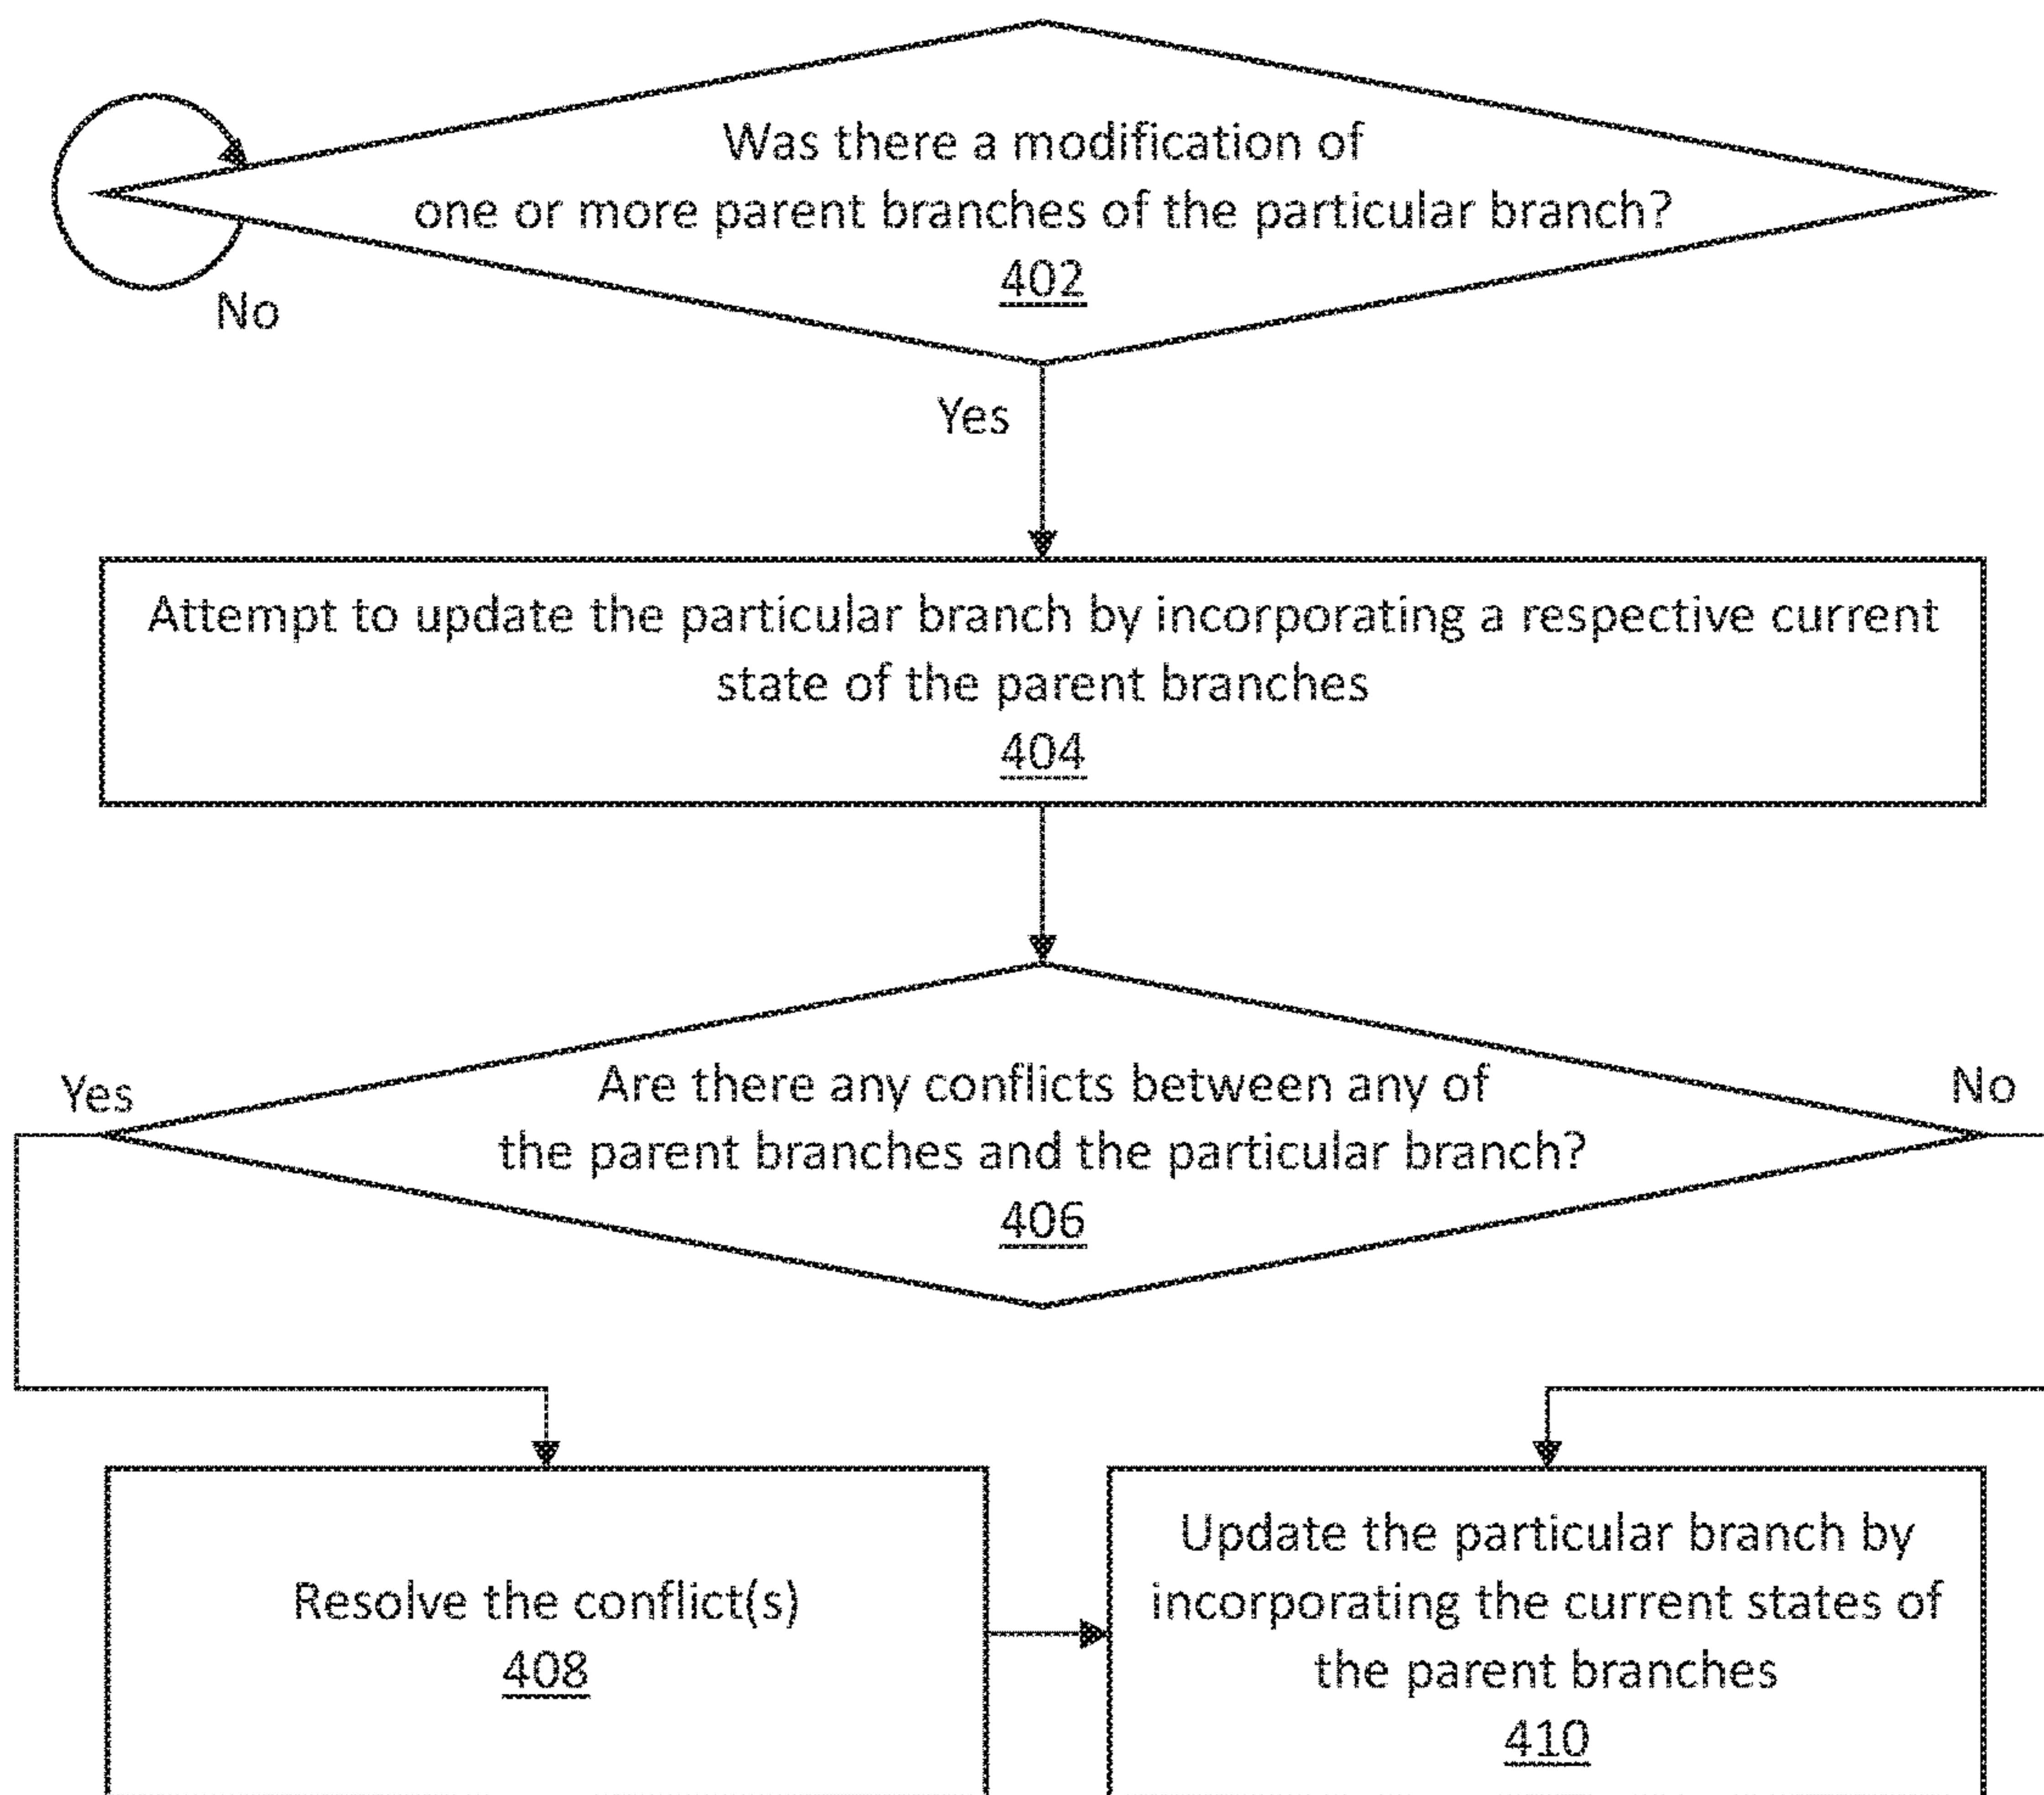 Was there a modification of
one or more parent branches of the particular branch?
402
No
Yes
Attempt to update the particular branch by incorporating a respective current
state of the parent branches
404
Yes
Are there any conflicts between any of
the parent branches and the particular branch?
406
No
Resolve the conflict(s)
408
Update the particular branch by
incorporating the current states of
the parent branches
410